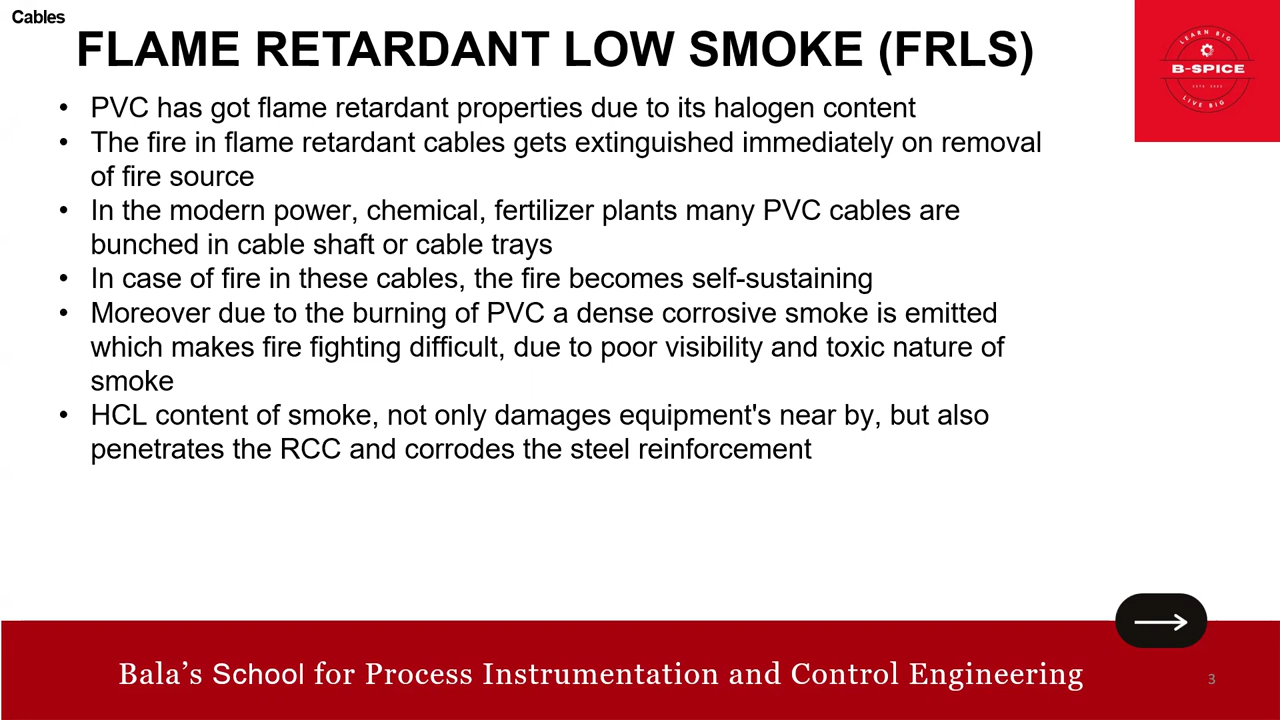 Cables
FLAME RETARDANT LOW SMOKE (FRLS)
LEARN BIG
B-SPICE
ESTD 2022
LIVE BIG
• PVC has got flame retardant properties due to its halogen content
• The fire in flame retardant cables gets extinguished immediately on removal
of fire source
• In the modern power, chemical, fertilizer plants many PVC cables are
bunched in cable shaft or cable trays
• In case of fire in these cables, the fire becomes self-sustaining
• Moreover due to the burning of PVC a dense corrosive smoke is emitted
which makes fire fighting difficult, due to poor visibility and toxic nature of
smoke
• HCL content of smoke, not only damages equipment's near by, but also
penetrates the RCC and corrodes the steel reinforcement
Bala’s School for Process Instrumentation and Control Engineering
3